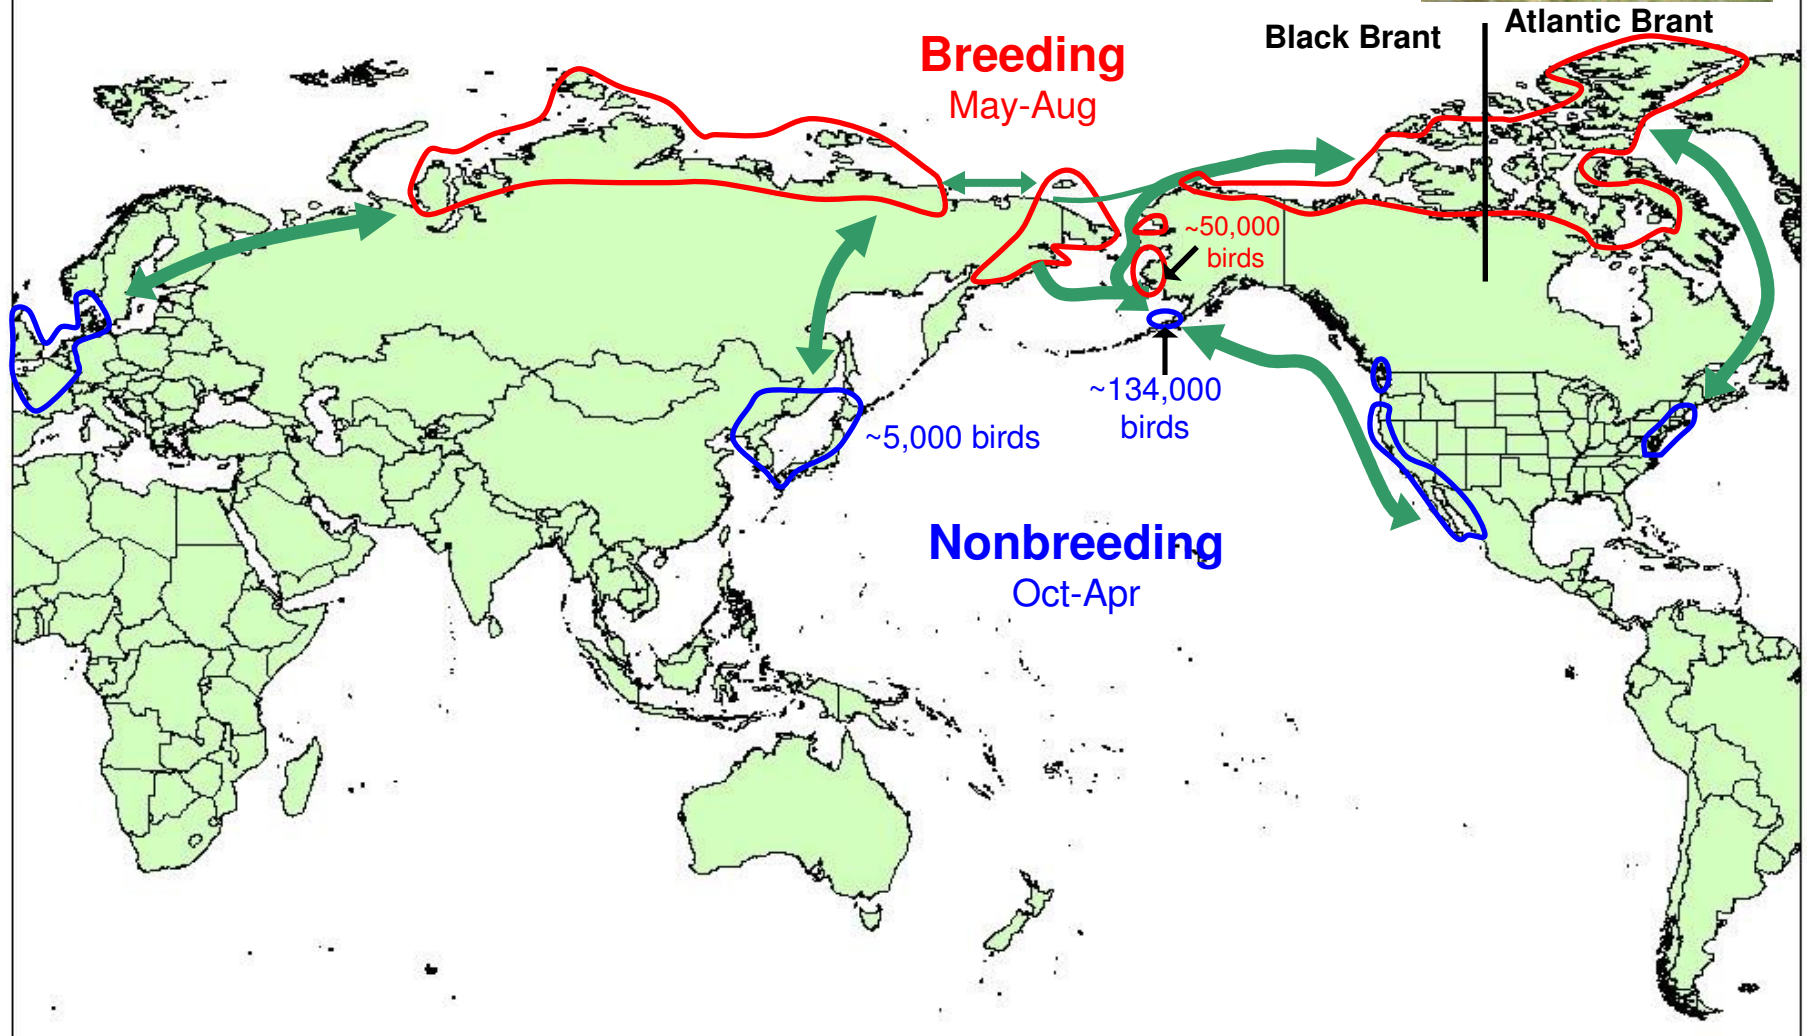 Black Brant
Atlantic Brant
Breeding
May-Aug
~50,000
birds
~134,000
birds
~5,000 birds
Nonbreeding
Oct-Apr